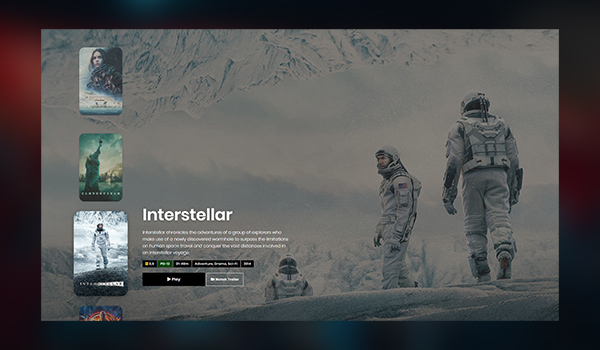 CLOVERFIELD
INTERSTELLAR
Interstellar
Interstellar chronicles the adventures of a group of explorers who
make use of a newly discovered wormhole to surpass the limitations
on human space travel and conquer the vast distances involved in
an interstellar voyage.
8.6 PG-13 2h 49m Adventure, Drama, Sci-Fi 2014
Play Watch Trailer